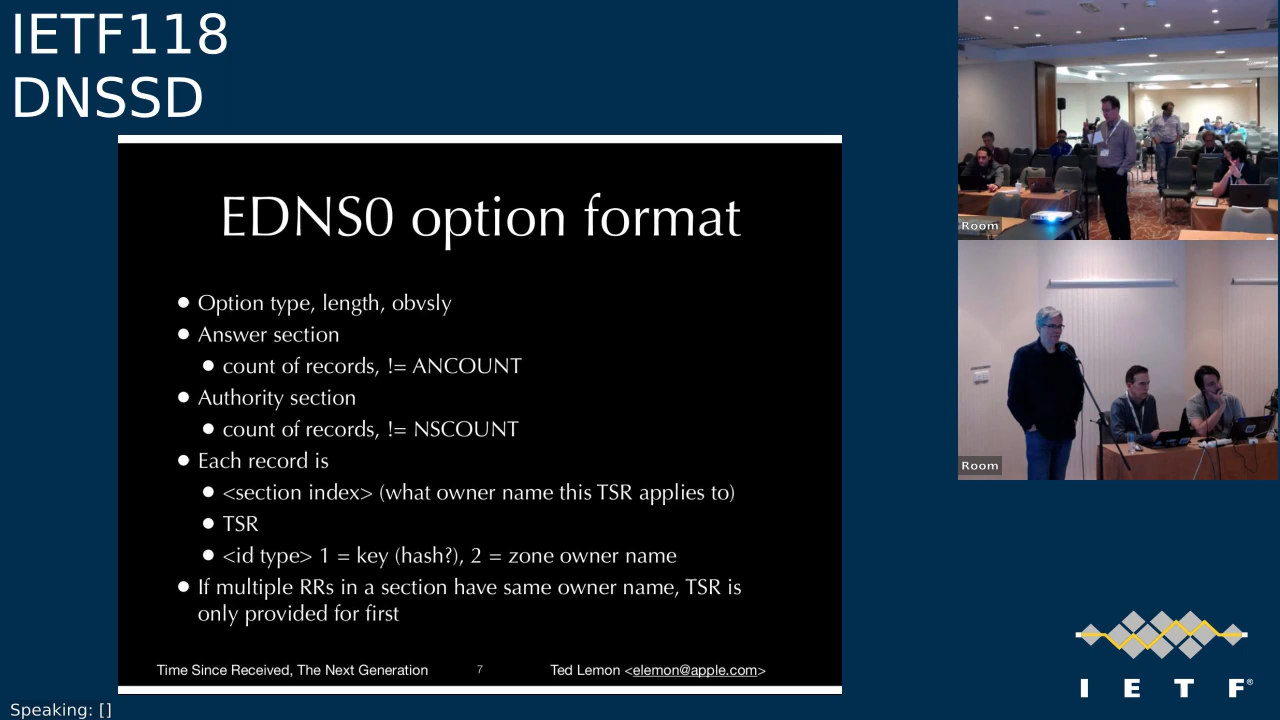 IETF118
DNSSD
EDNS0 option format
● Option type, length, obvsly
● Answer section
● count of records, != ANCOUNT
● Authority section
● count of records, != NSCOUNT
● Each record is
● <section index> (what owner name this TSR applies to)
● TSR
● <id type> 1 = key (hash?), 2 = zone owner name
● If multiple RRs in a section have same owner name, TSR is
only provided for first
Time Since Received, The Next Generation 7 Ted Lemon <elemon@apple.com>
Room
Room
I E T F®
Speaking: []